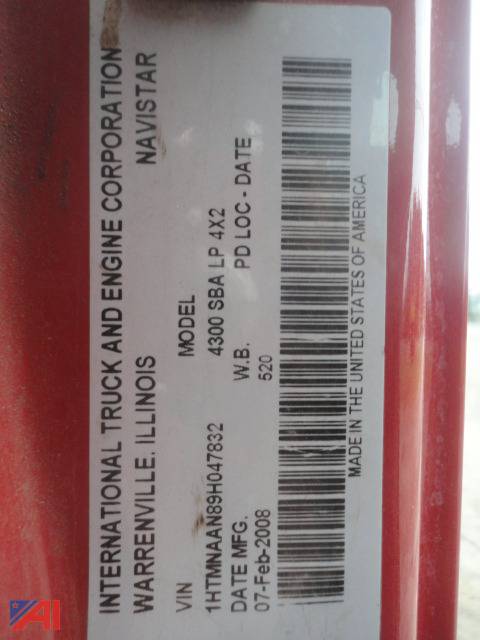 INTERNATIONAL TRUCK AND ENGINE CORPORATION
WARRENVILLE, ILLINOIS NAVISTAR
VIN MODEL
1HTMNAAN89H047832 4300 SBA LP 4X2
DATE MFG. W.B. PD LOC - DATE
07-Feb-2008 520
MADE IN THE UNITED STATES OF AMERICA
AI